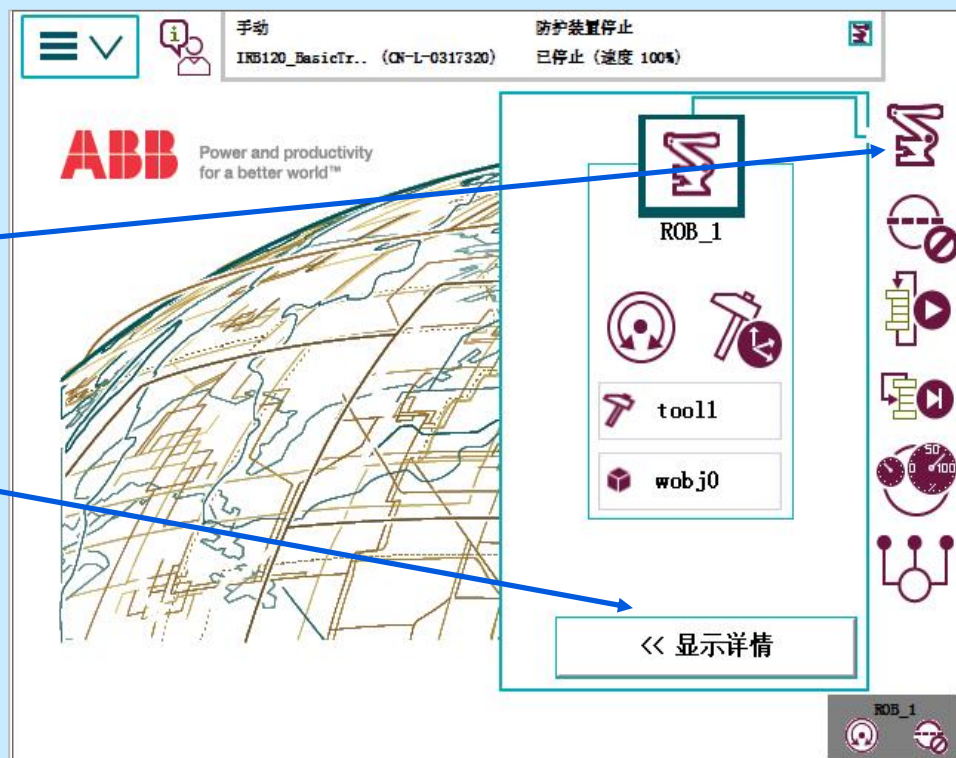 手动
防护装置停止
IRB120_BasicTr.. (CN-L-0317320)
已停止 (速度 100%)
ABB
Power and productivity
for a better world™
ROB_1
tool1
wobj0
50
0
100
%
<< 显示详情
ROB_1